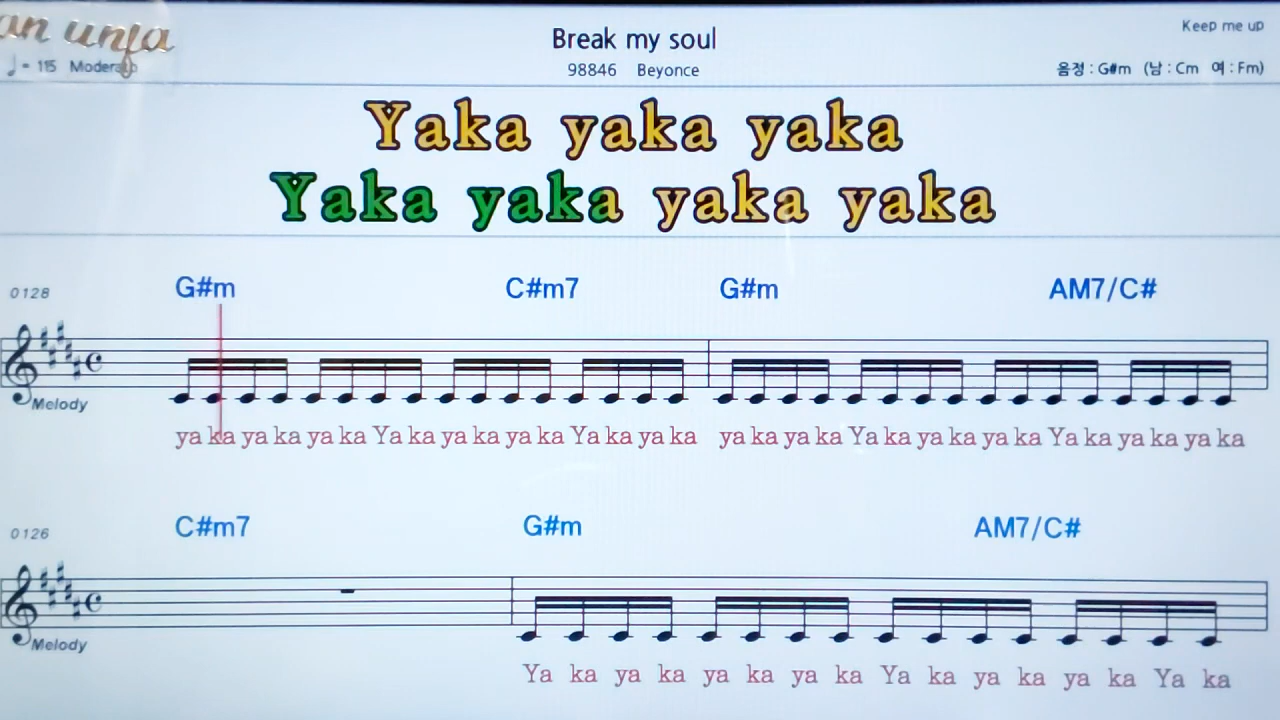 Break my soul
Keep me up
♩ = 115 Moderato
98846 Beyonce
음정 : G#m (남 : Cm 여 : Fm)
Yaka yaka yaka
Yaka yaka yaka yaka
0128 G#m C#m7 G#m AM7/C#
Melody
ya ka ya ka ya ka Ya ka ya ka ya ka Ya ka ya ka ya ka ya ka Ya ka ya ka ya ka Ya ka ya ka ya ka
0126 C#m7 G#m AM7/C#
Melody
Ya ka ya ka ya ka ya ka Ya ka ya ka ya ka Ya ka